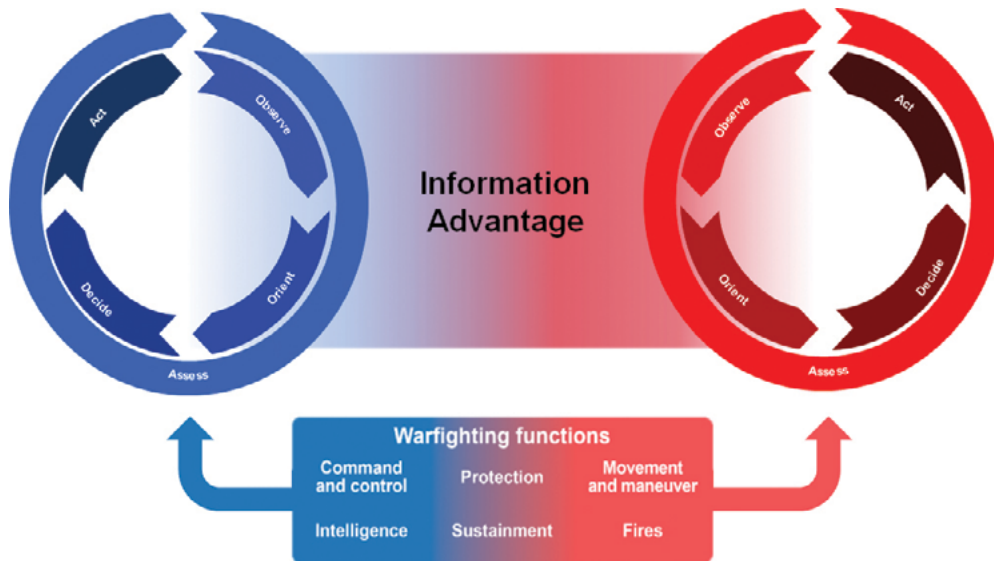 Act
Observe
Decide
Orient
Assess
Information
Advantage
Observe
Act
Orient
Decide
Assess
Warfighting functions
Command
and control
Protection
Movement
and maneuver
Intelligence
Sustainment
Fires